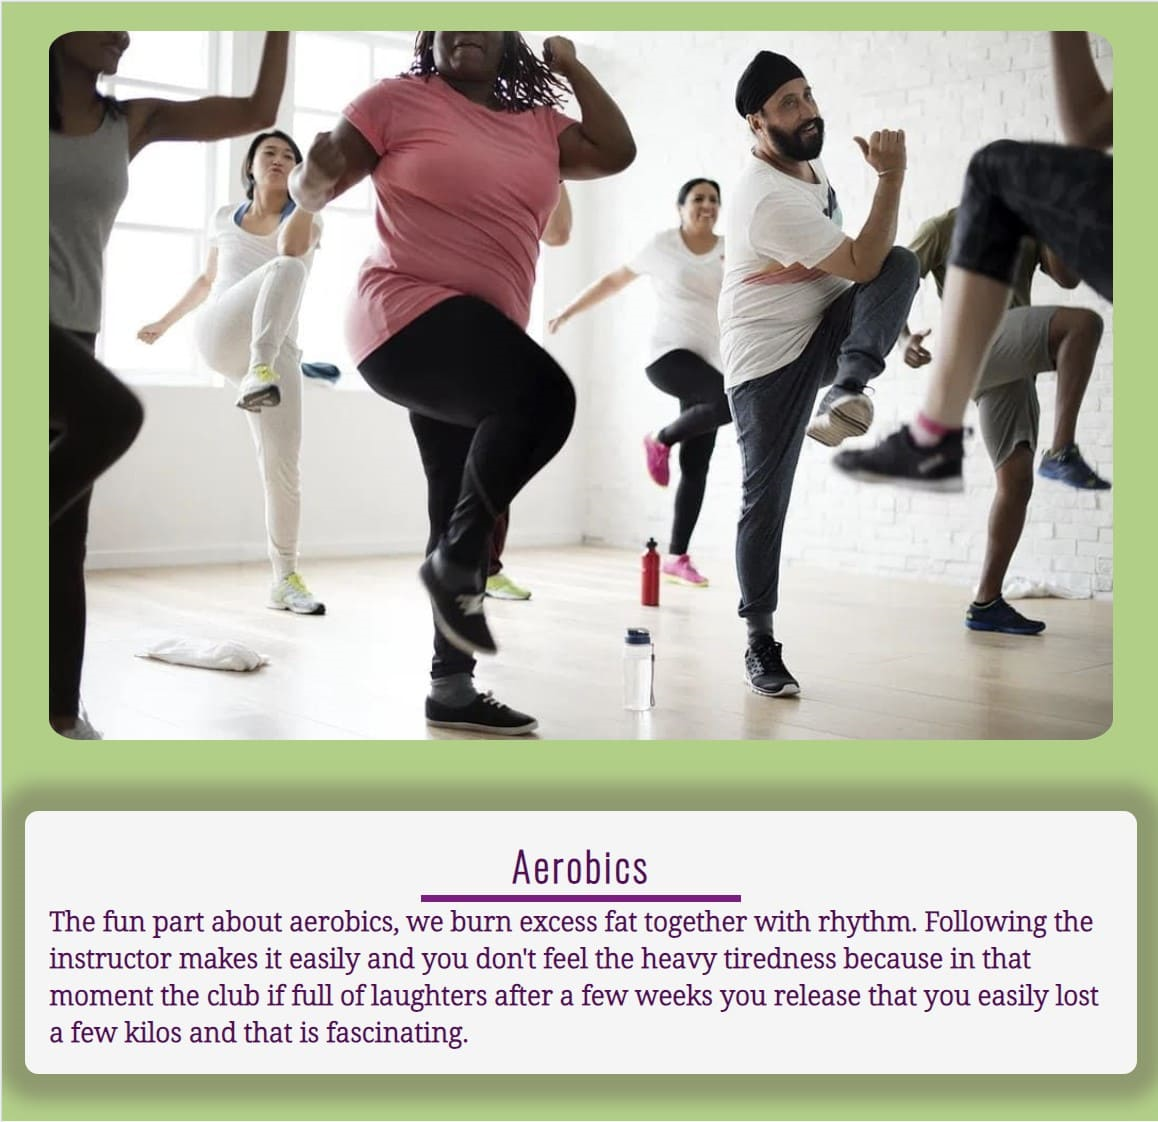 Aerobics
The fun part about aerobics, we burn excess fat together with rhythm. Following the
instructor makes it easily and you don't feel the heavy tiredness because in that
moment the club if full of laughters after a few weeks you release that you easily lost
a few kilos and that is fascinating.